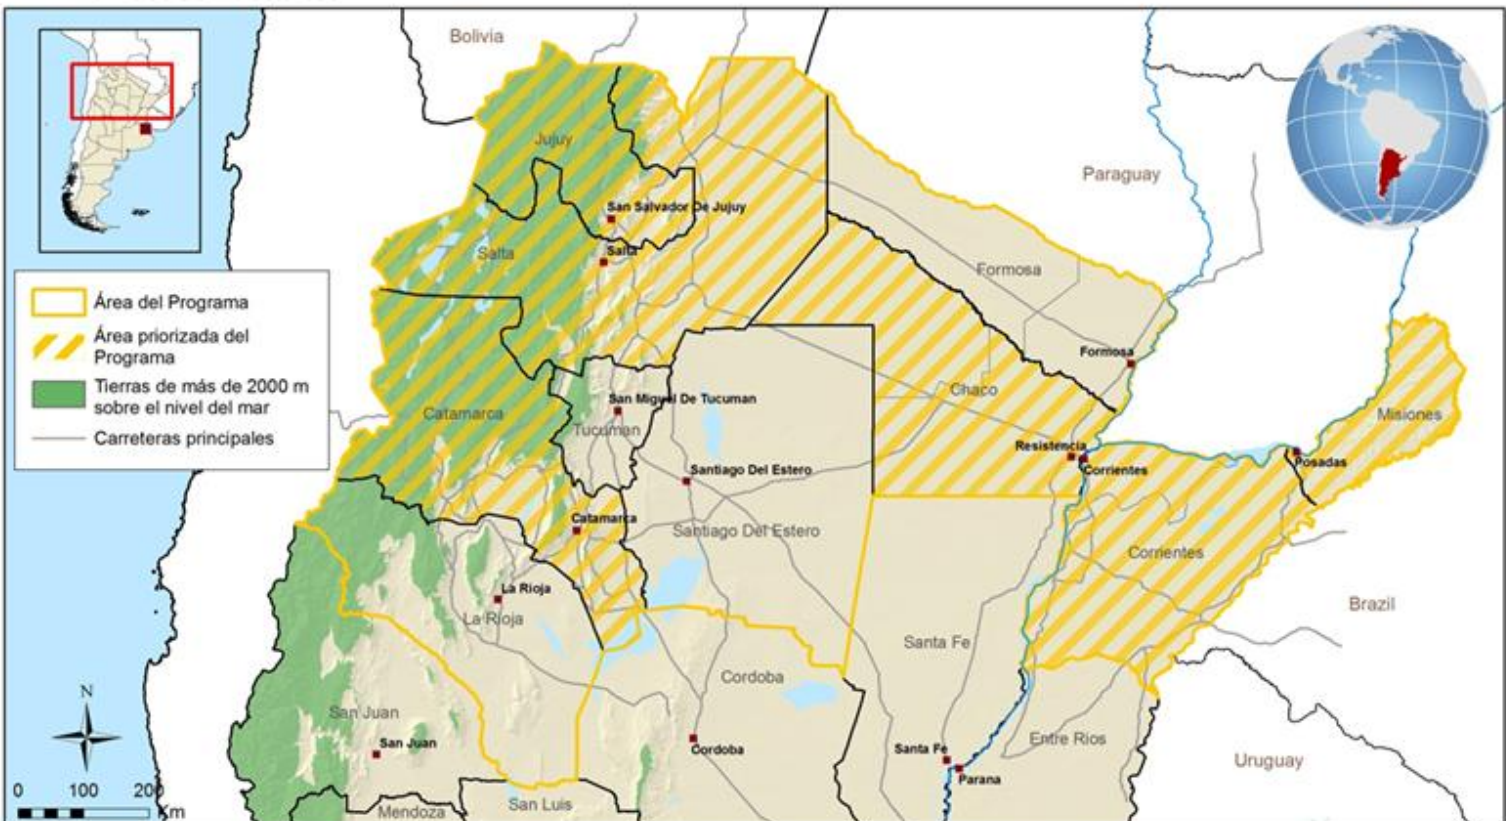 Bolivia
Paraguay
Jujuy
San Salvador De Jujuy
Salta
Salta
Formosa
Área del Programa
Área priorizada del
Programa
Tierras de más de 2000 m
sobre el nivel del mar
Carreteras principales
Formosa
Chaco
Catamarca
San Miguel De Tucuman
Tucuman
Misiones
Resistencia
Corrientes
Posadas
Santiago Del Estero
Catamarca
Santiago Del Estero
Corrientes
La Rioja
La Rioja
Brazil
Santa Fe
Cordoba
N
San Juan
San Juan
Cordoba
Santa Fe
Entre Rios
Parana
Uruguay
0 100 200
Km
Mendoza
San Luis